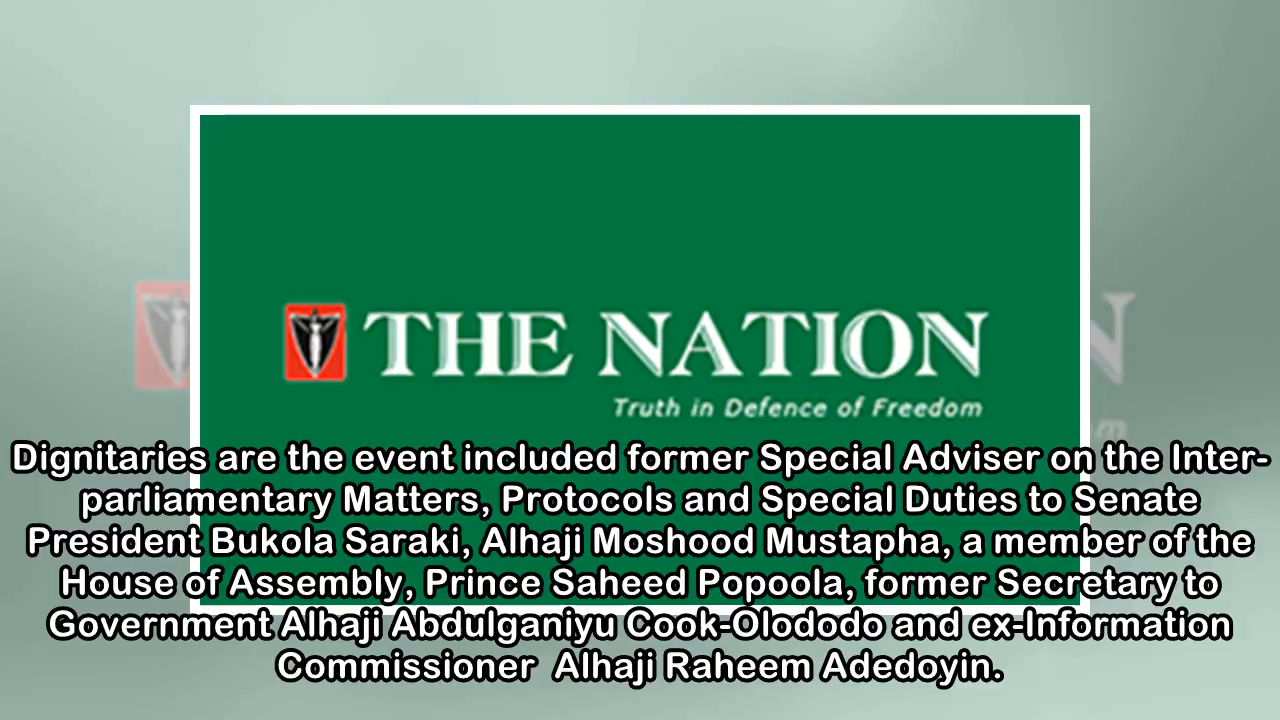 THE NATION
Truth in Defence of Freedom
Dignitaries are the event included former Special Adviser on the Inter-
parliamentary Matters, Protocols and Special Duties to Senate
President Bukola Saraki, Alhaji Moshood Mustapha, a member of the
House of Assembly, Prince Saheed Popoola, former Secretary to
Government Alhaji Abdulganiyu Cook-Olododo and ex-Information
Commissioner  Alhaji Raheem Adedoyin.